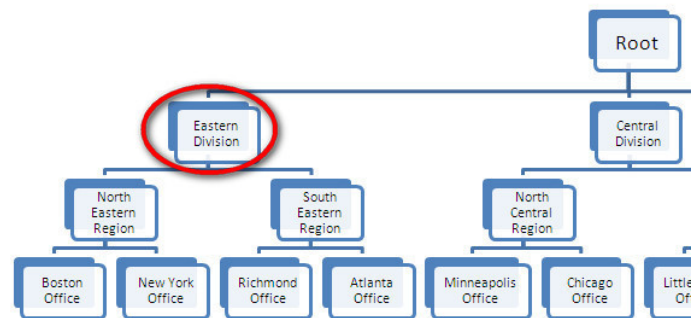 Root
Eastern
Division
Central
Division
North
Eastern
Region
South
Eastern
Region
North
Central
Region
Boston
Office
New York
Office
Richmond
Office
Atlanta
Office
Minneapolis
Office
Chicago
Office
Little